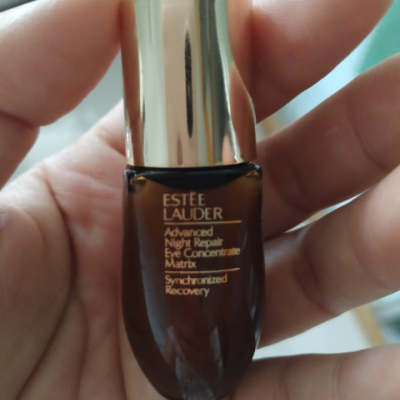 ESTĒE
LAUDER
Advanced
Night Repair
Eye Concentrate
Matrix
Synchronized
Recovery